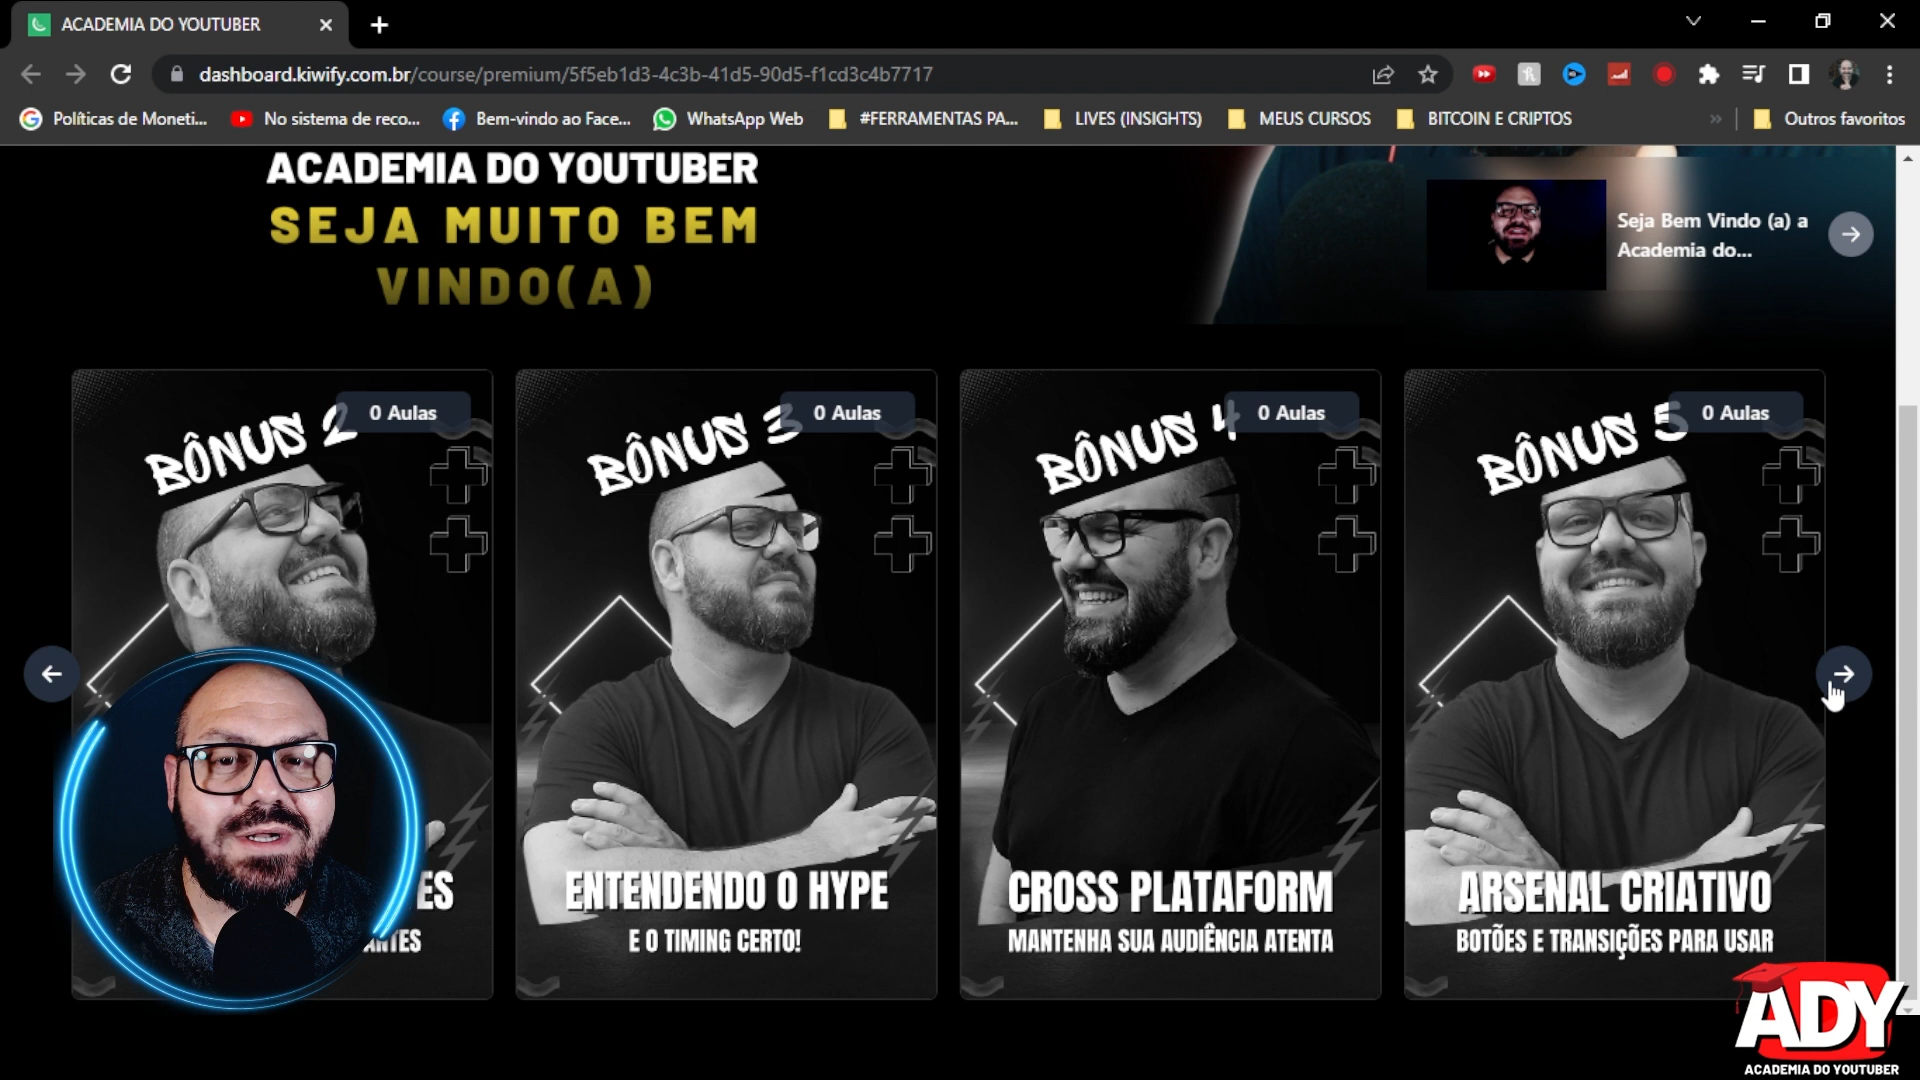 ACADEMIA DO YOUTUBER
dashboard.kiwify.com.br/course/premium/5f5eb1d3-4c3b-41d5-90d5-f1cd3c4b7717
Políticas de Moneti...
No sistema de reco...
Bem-vindo ao Face...
WhatsApp Web
#FERRAMENTAS PA...
LIVES (INSIGHTS)
MEUS CURSOS
BITCOIN E CRIPTOS
Outros favoritos
ACADEMIA DO YOUTUBER
SEJA MUITO BEM
VINDO(A)
Seja Bem Vindo (a) a
Academia do...
BÔNUS 2
0 Aulas
BÔNUS 3
0 Aulas
ENTENDENDO O HYPE
E O TIMING CERTO!
BÔNUS 4
0 Aulas
CROSS PLATAFORM
MANTENHA SUA AUDIÊNCIA ATENTA
BÔNUS 5
0 Aulas
ARSENAL CRIATIVO
BOTÕES E TRANSIÇÕES PARA USAR
ADY
ACADEMIA DO YOUTUBER